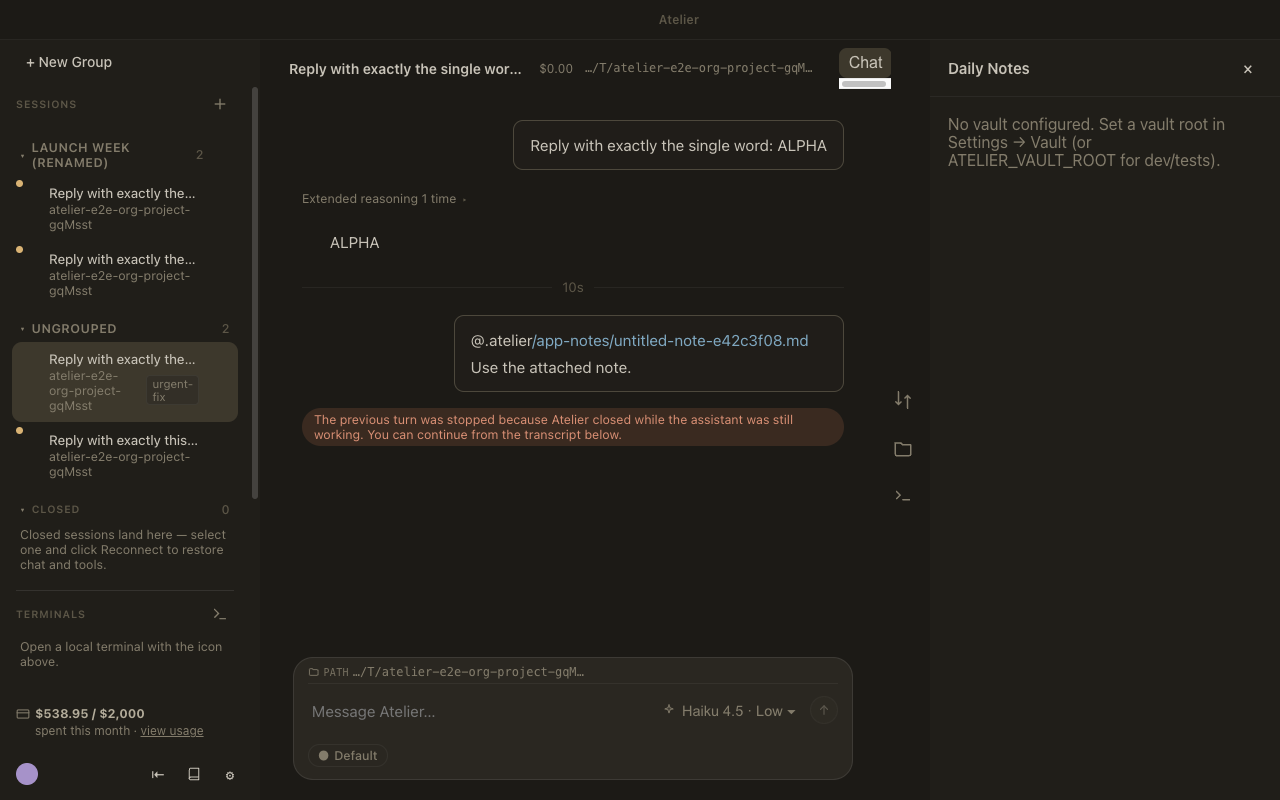 Atelier
+ New Group
SESSIONS
LAUNCH WEEK
(RENAMED)
2
Reply with exactly the...
atelier-e2e-org-project-
gqMsst
Reply with exactly the...
atelier-e2e-org-project-
gqMsst
UNGROUPED
2
Reply with exactly the...
atelier-e2e-
org-project-
gqMsst
urgent-
fix
Reply with exactly this...
atelier-e2e-org-project-
gqMsst
CLOSED
0
Closed sessions land here — select
one and click Reconnect to restore
chat and tools.
TERMINALS
Open a local terminal with the icon
above.
$538.95 / $2,000
spent this month · view usage
Reply with exactly the single wor...
$0.00
…/T/atelier-e2e-org-project-gqM…
Chat
Reply with exactly the single word: ALPHA
Extended reasoning 1 time
ALPHA
10s
@.atelier/app-notes/untitled-note-e42c3f08.md
Use the attached note.
The previous turn was stopped because Atelier closed while the assistant was still
working. You can continue from the transcript below.
PATH …/T/atelier-e2e-org-project-gqM…
Message Atelier...
Haiku 4.5 · Low
Default
Daily Notes
No vault configured. Set a vault root in
Settings → Vault (or
ATELIER_VAULT_ROOT for dev/tests).